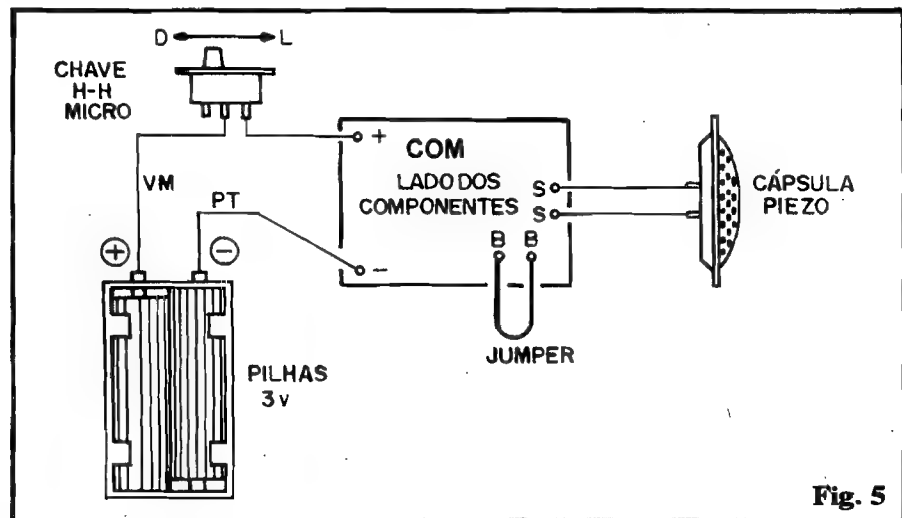 D L
CHAVE
H-H
MICRO
+
COM
LADO DOS
COMPONENTES
S
S
B B
-
JUMPER
CÁPSULA
PIEZO
VM
PT
+ -
PILHAS
3v
Fig. 5